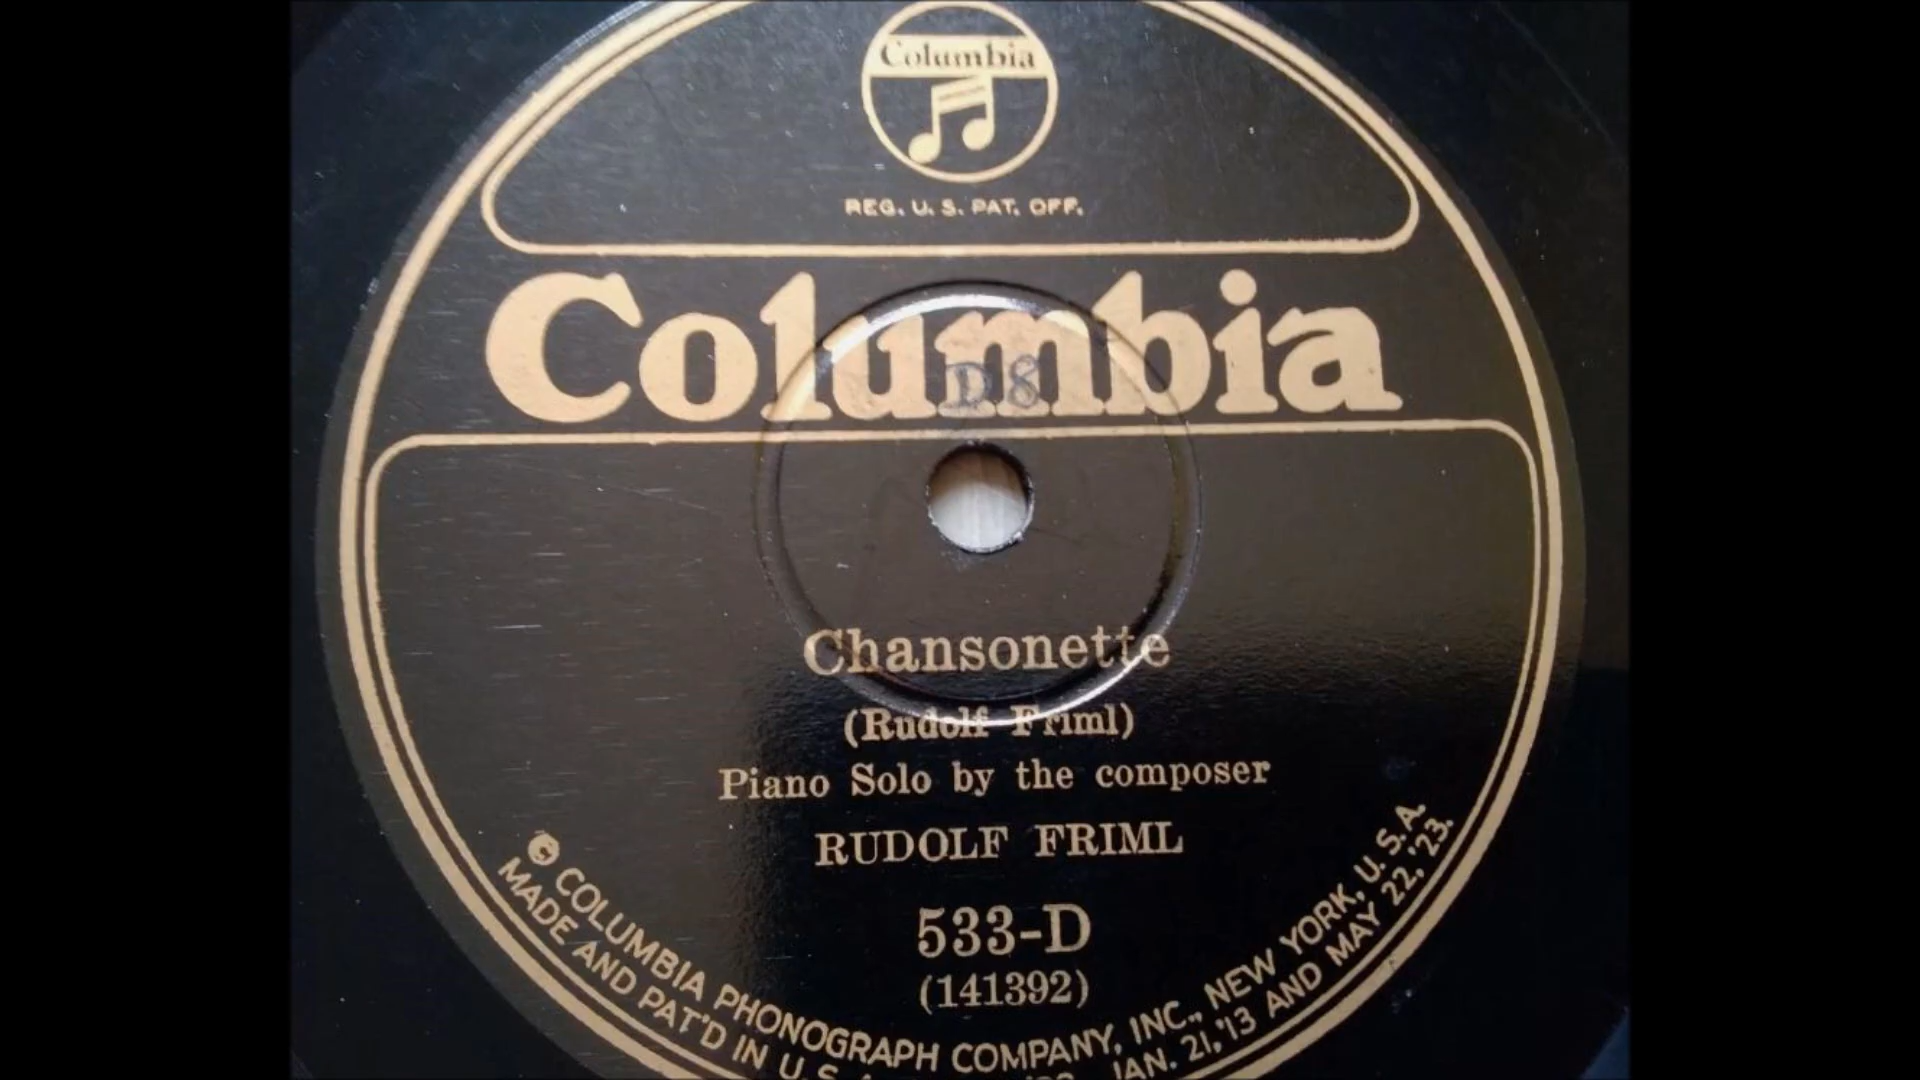 Columbia
REG. U. S. PAT. OFF.
Columbia
D8
Chansonette
(Rudolf Friml)
Piano Solo by the composer
RUDOLF FRIML
533-D
(141392)
COLUMBIA PHONOGRAPH COMPANY, INC., NEW YORK, U. S. A.
MADE AND PAT'D IN U. S. JAN. 21, '13 AND MAY 22, '23.